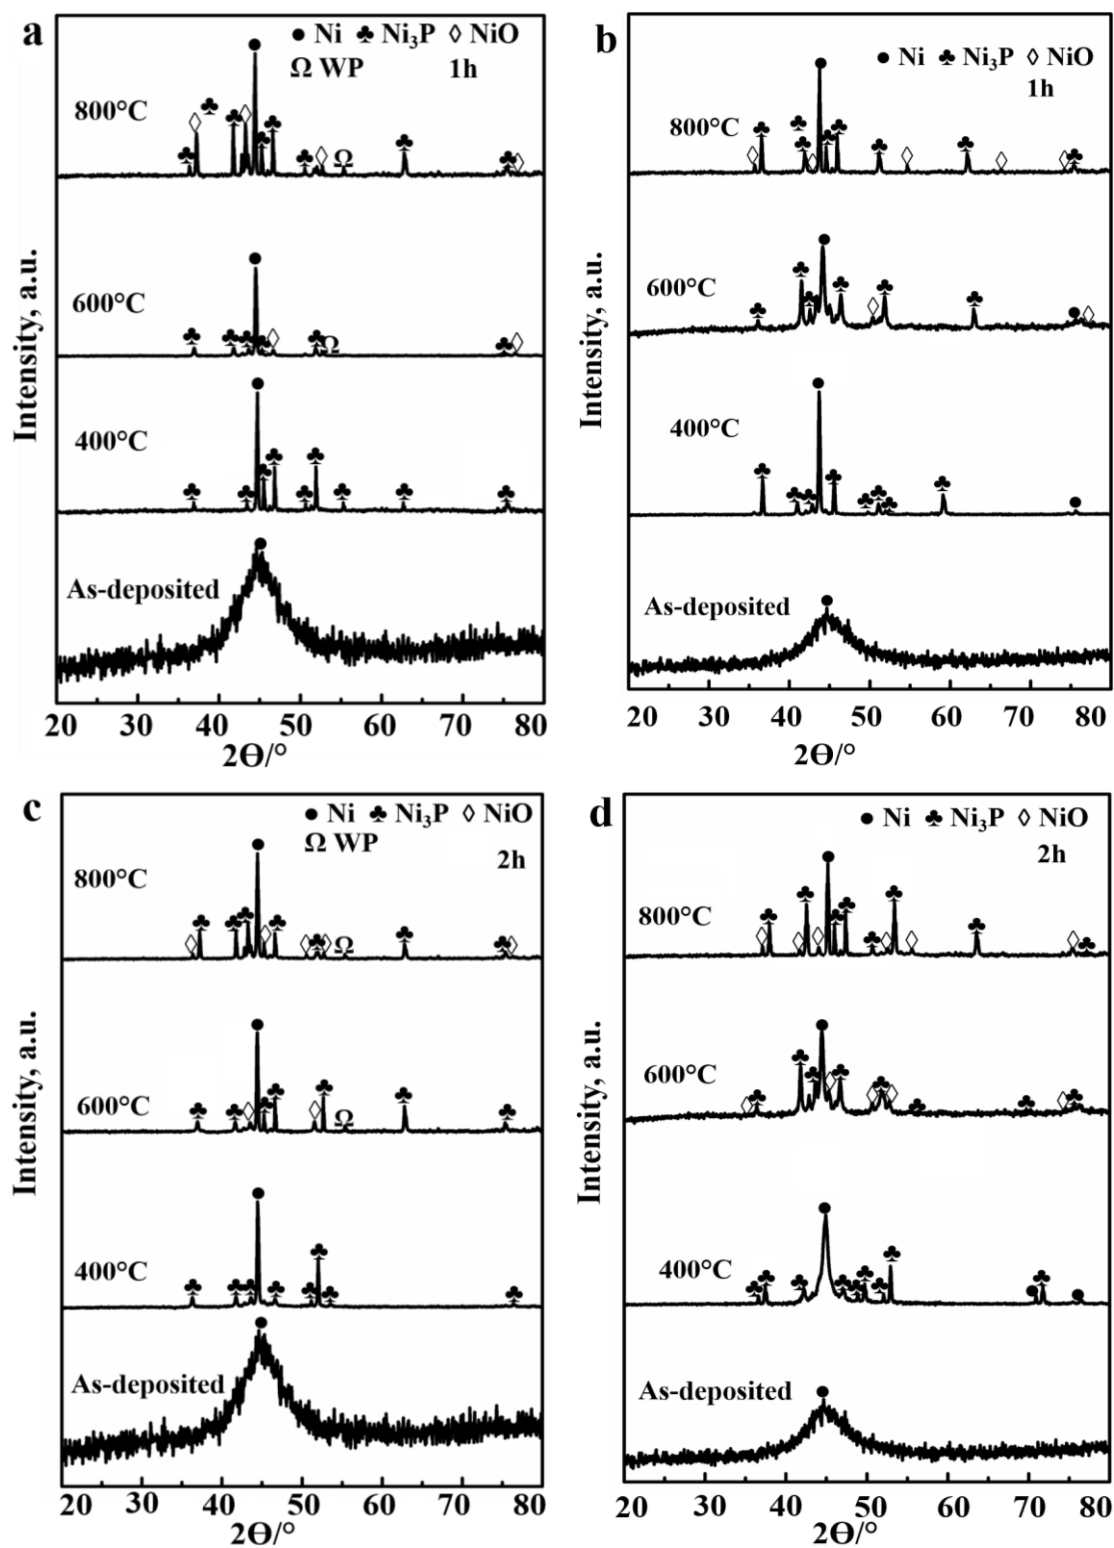 a
● Ni ♣ Ni₃P ◊ NiO
Ω WP 1h
800°C
Ω
600°C
Ω
400°C
As-deposited
Intensity, a.u.
20 30 40 50 60 70 80
2Θ/°
b
● Ni ♣ Ni₃P ◊ NiO
1h
800°C
600°C
400°C
As-deposited
Intensity, a.u.
20 30 40 50 60 70 80
2Θ/°
c
● Ni ♣ Ni₃P ◊ NiO
Ω WP
2h
800°C
Ω
600°C
Ω
400°C
As-deposited
Intensity, a.u.
20 30 40 50 60 70 80
2Θ/°
d
● Ni ♣ Ni₃P ◊ NiO
2h
800°C
600°C
400°C
As-deposited
Intensity, a.u.
20 30 40 50 60 70 80
2Θ/°